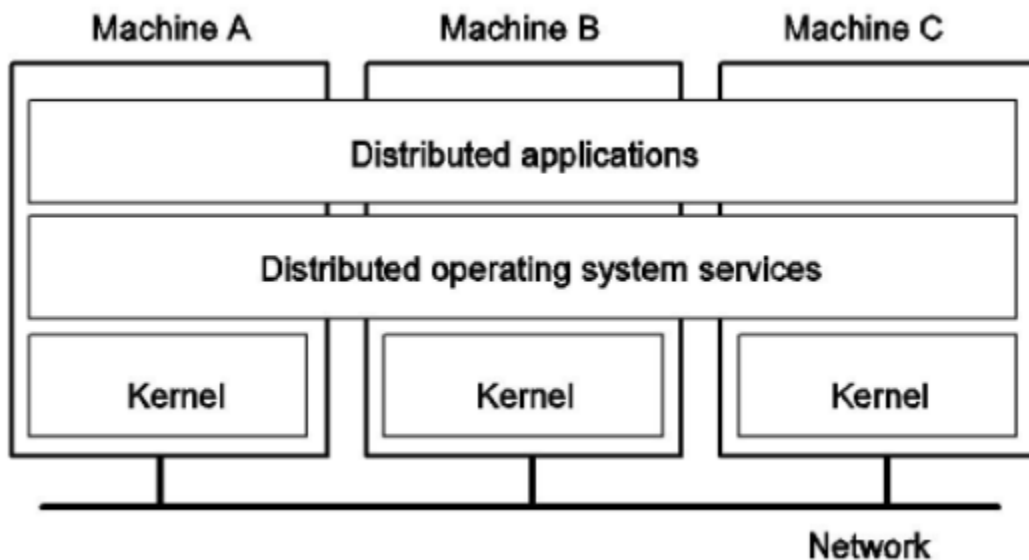 Machine A Machine B Machine C
Distributed applications
Distributed operating system services
Kernel Kernel Kernel
Network